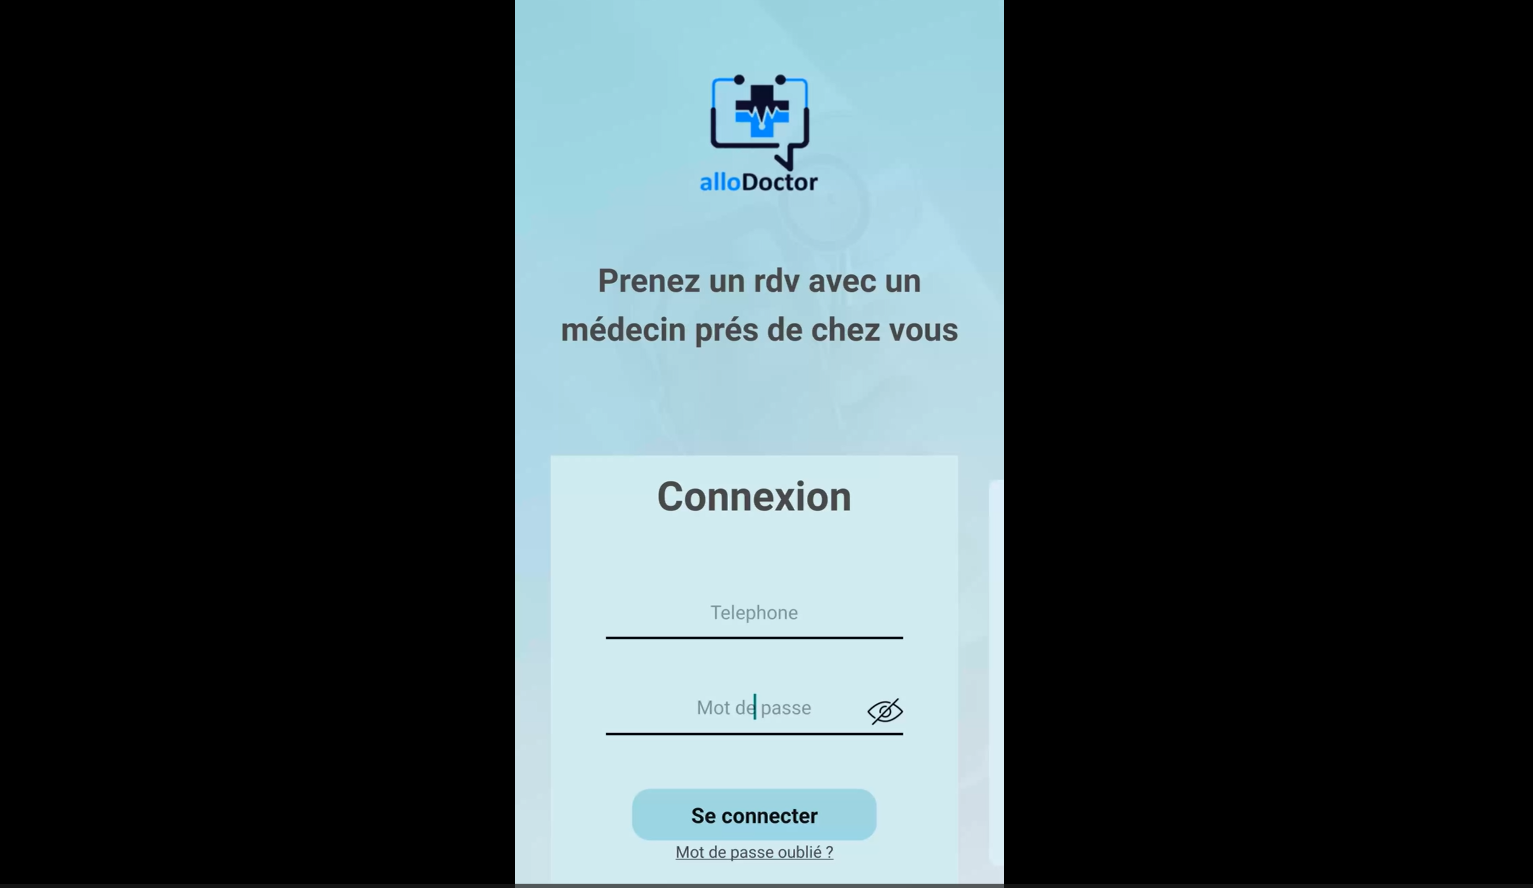 alloDoctor
Prenez un rdv avec un
médecin prés de chez vous
Connexion
Telephone
Mot de passe
Se connecter
Mot de passe oublié ?